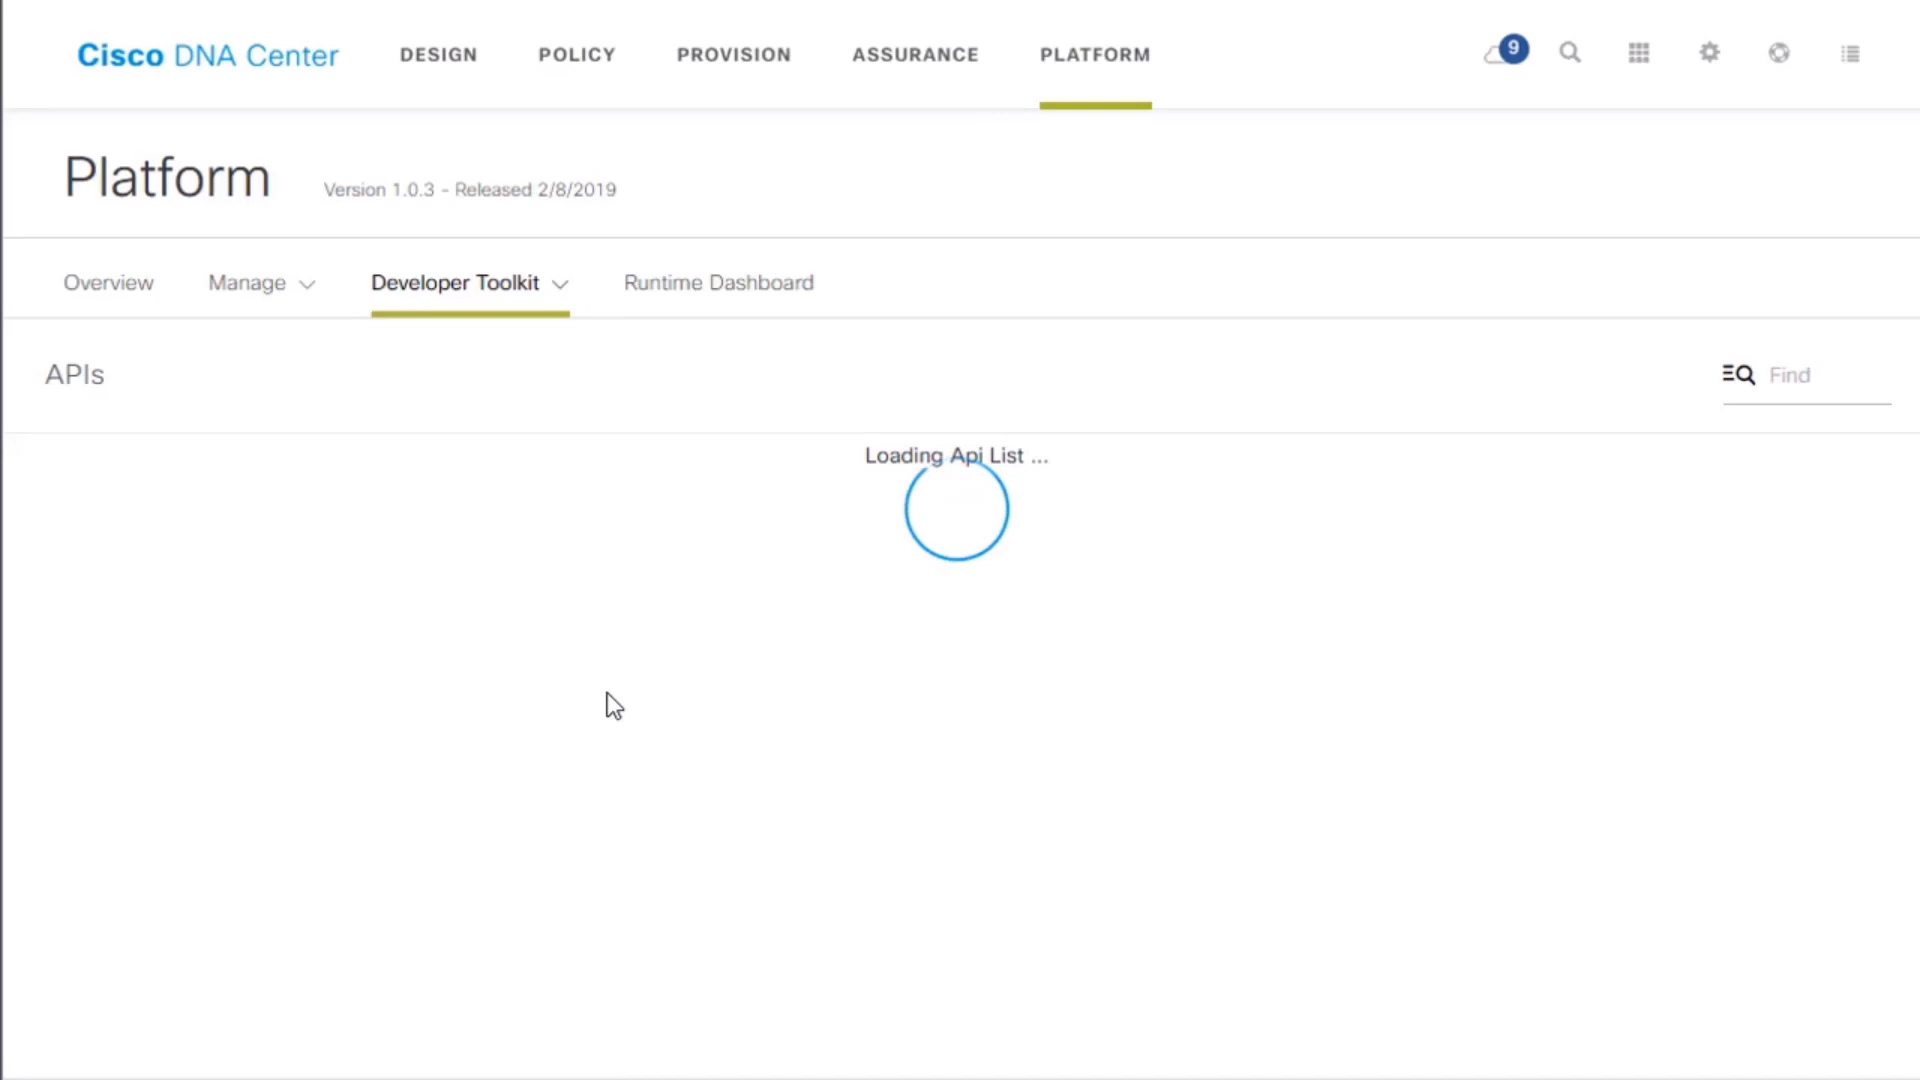 Cisco DNA Center DESIGN POLICY PROVISION ASSURANCE PLATFORM 9
Platform Version 1.0.3 - Released 2/8/2019
Overview Manage Developer Toolkit Runtime Dashboard
APIs Find
Loading Api List ...